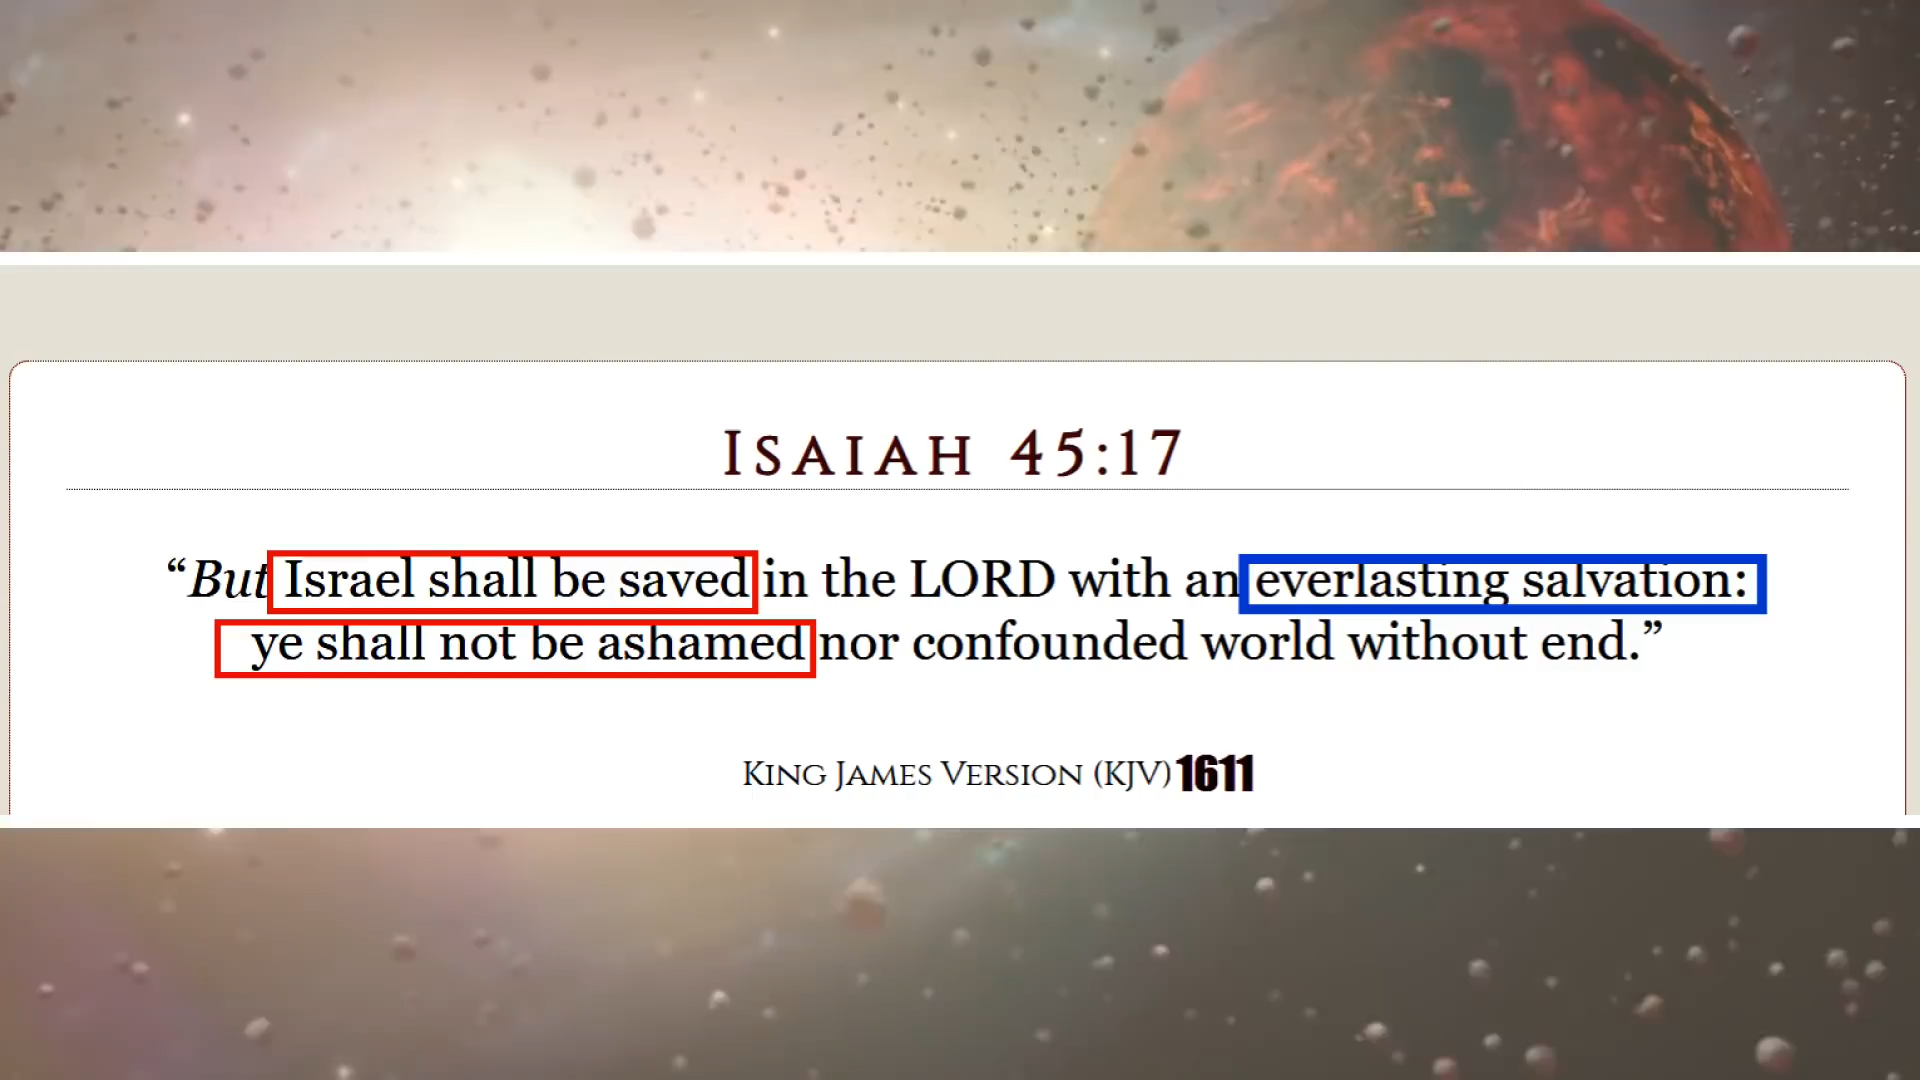 ISAIAH 45:17
“But Israel shall be saved in the LORD with an everlasting salvation:
ye shall not be ashamed nor confounded world without end.”
KING JAMES VERSION (KJV) 1611